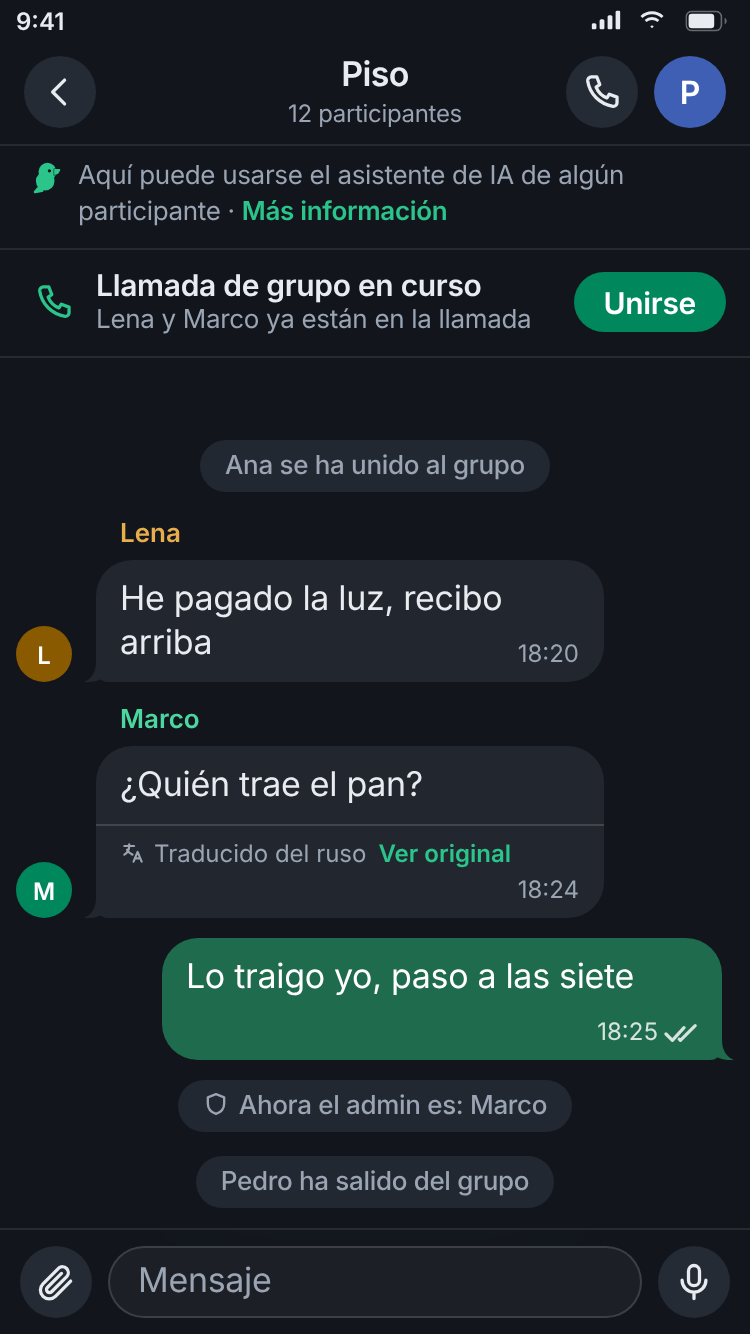 9:41
Piso
12 participantes
P
Aquí puede usarse el asistente de IA de algún
participante · Más información
Llamada de grupo en curso
Lena y Marco ya están en la llamada
Unirse
Ana se ha unido al grupo
Lena
He pagado la luz, recibo
arriba
18:20
L
Marco
¿Quién trae el pan?
Traducido del ruso Ver original
18:24
M
Lo traigo yo, paso a las siete
18:25
Ahora el admin es: Marco
Pedro ha salido del grupo
Mensaje